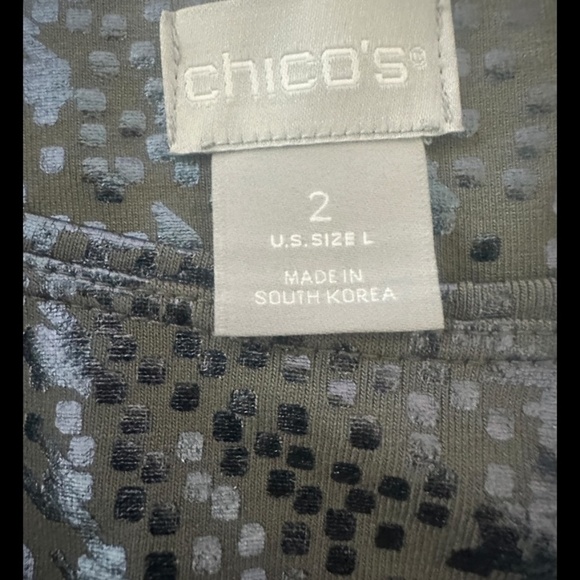 chico's®
2
U.S. SIZE L
MADE IN
SOUTH KOREA